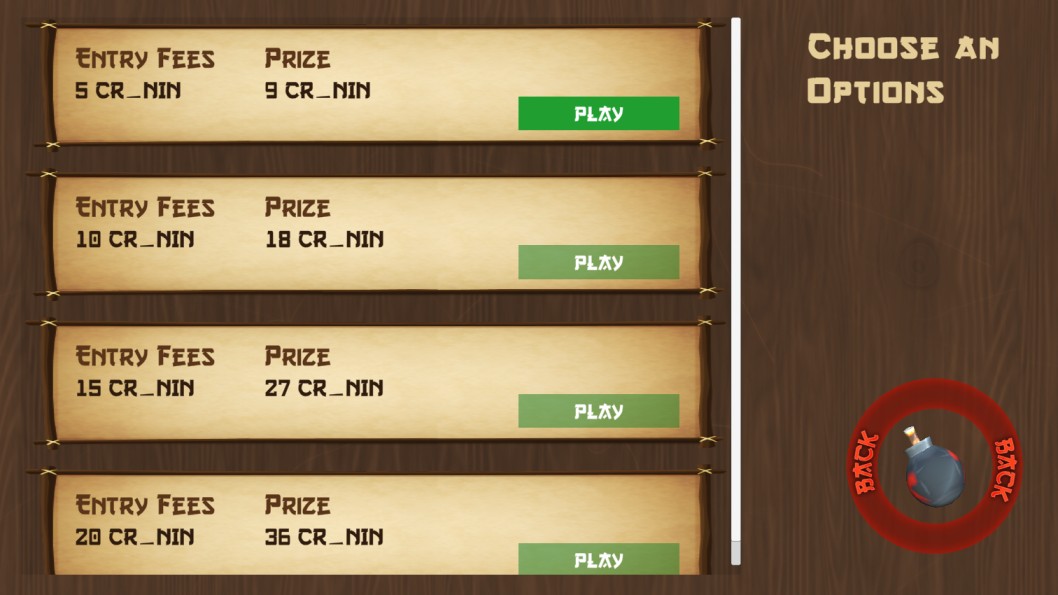 Entry Fees Prize
5 CR_NIN 9 CR_NIN
PLAY
Entry Fees Prize
10 CR_NIN 18 CR_NIN
PLAY
Entry Fees Prize
15 CR_NIN 27 CR_NIN
PLAY
Entry Fees Prize
20 CR_NIN 36 CR_NIN
PLAY
Choose an
Options
BACK BACK